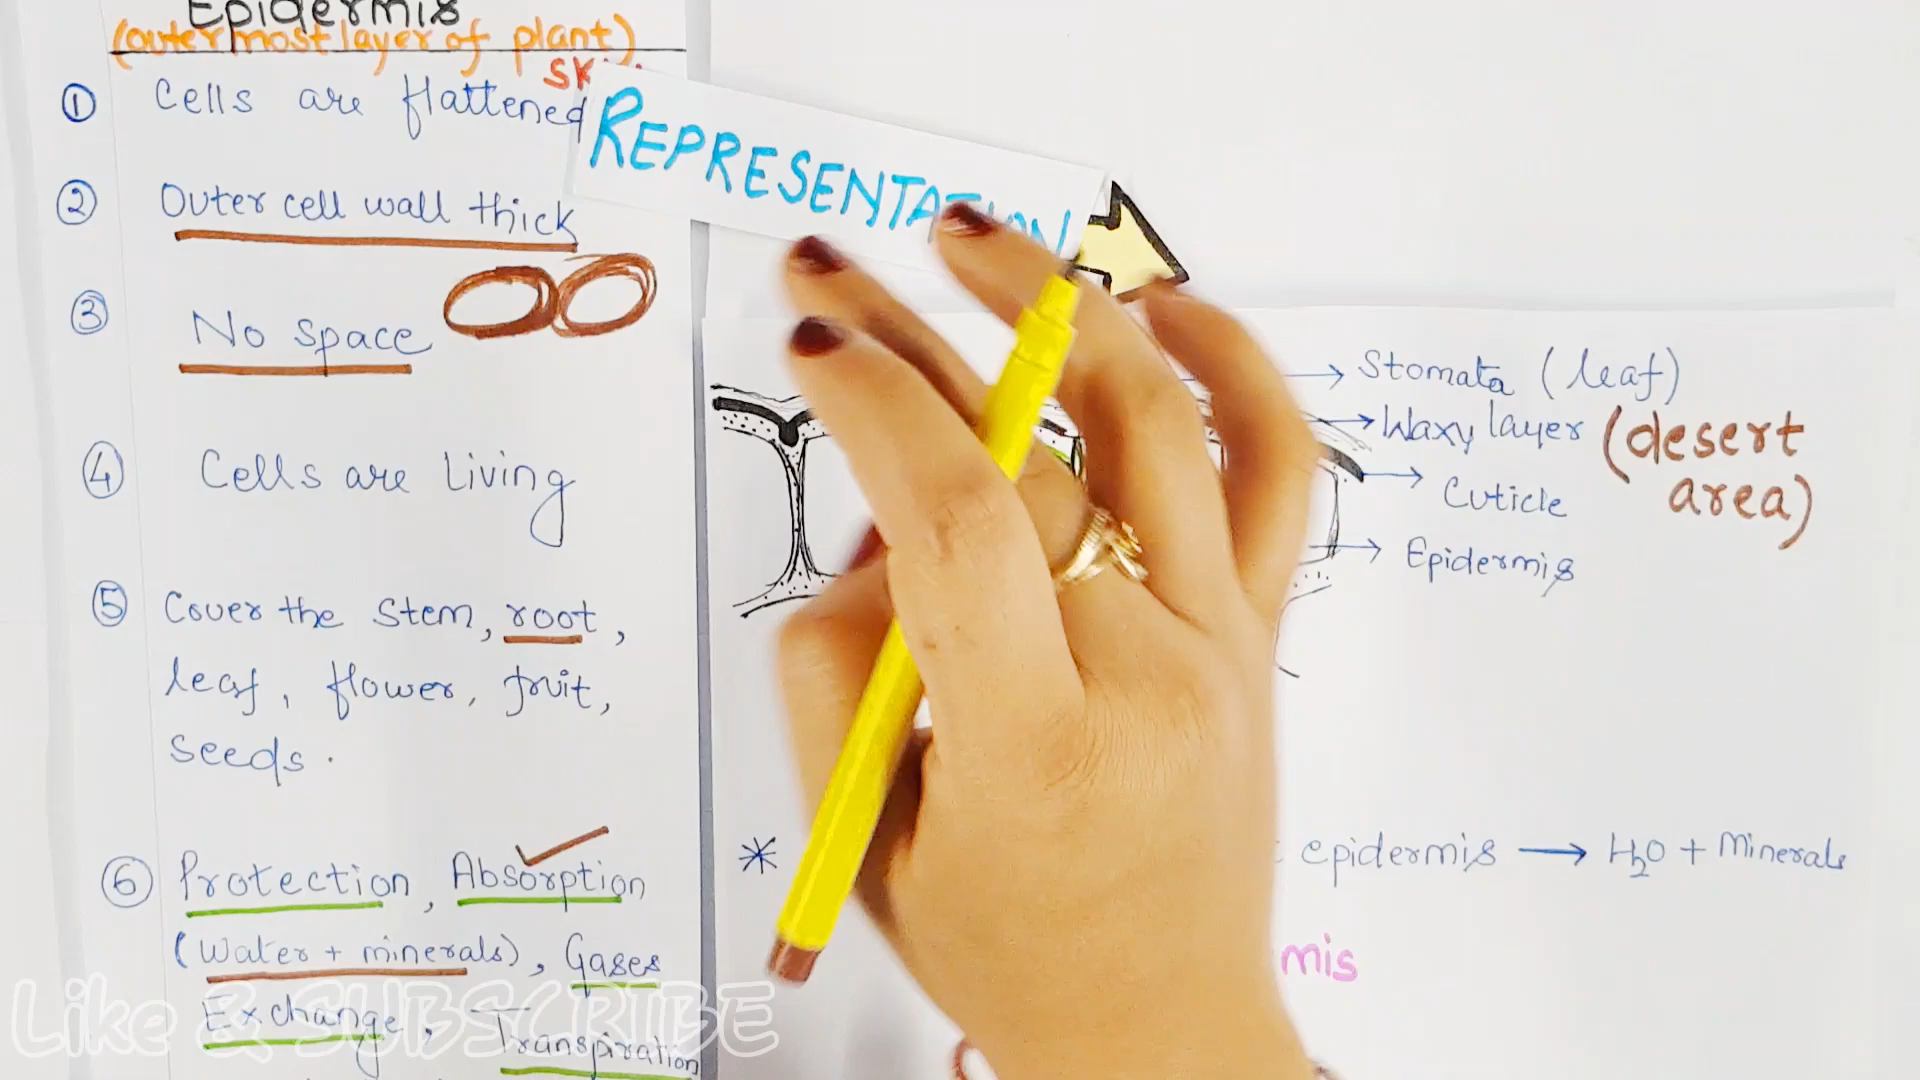 Epidermis
(outer most layer of plant)
① Cells are flattened
② Outer cell wall thick
③ No space
④ Cells are Living
⑤ Cover the Stem, root,
leaf, flower, fruit,
seeds.
⑥ Protection, Absorption
(Water + minerals), Gases
Exchange, Transpiration
REPRESENTATION
Stomata (leaf)
Waxy layer (desert
area)
Cuticle
Epidermis
* epidermis → H₂O + Minerals
mis
Like & SUBSCRIBE